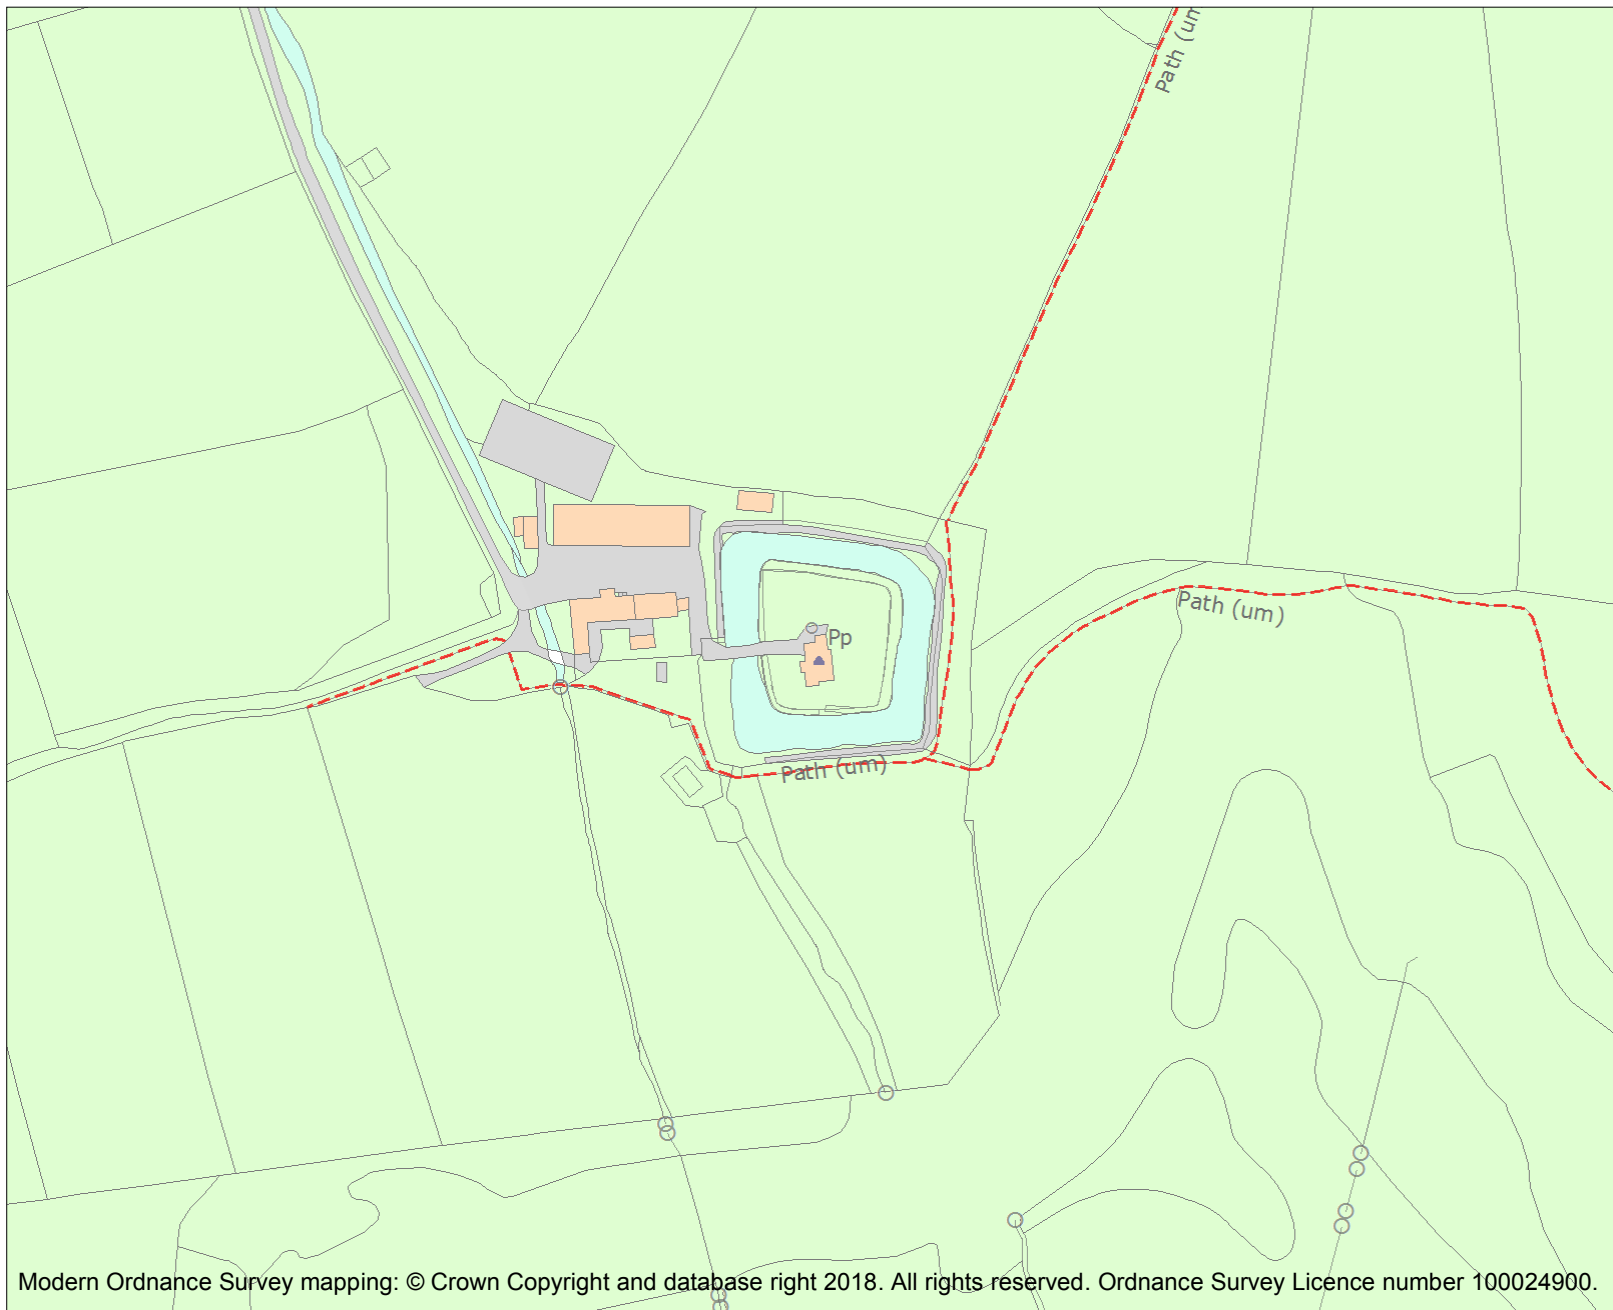 Path (um
Path (um)
Pp
Path (um)
Modern Ordnance Survey mapping: © Crown Copyright and database right 2018. All rights reserved. Ordnance Survey Licence number 100024900.